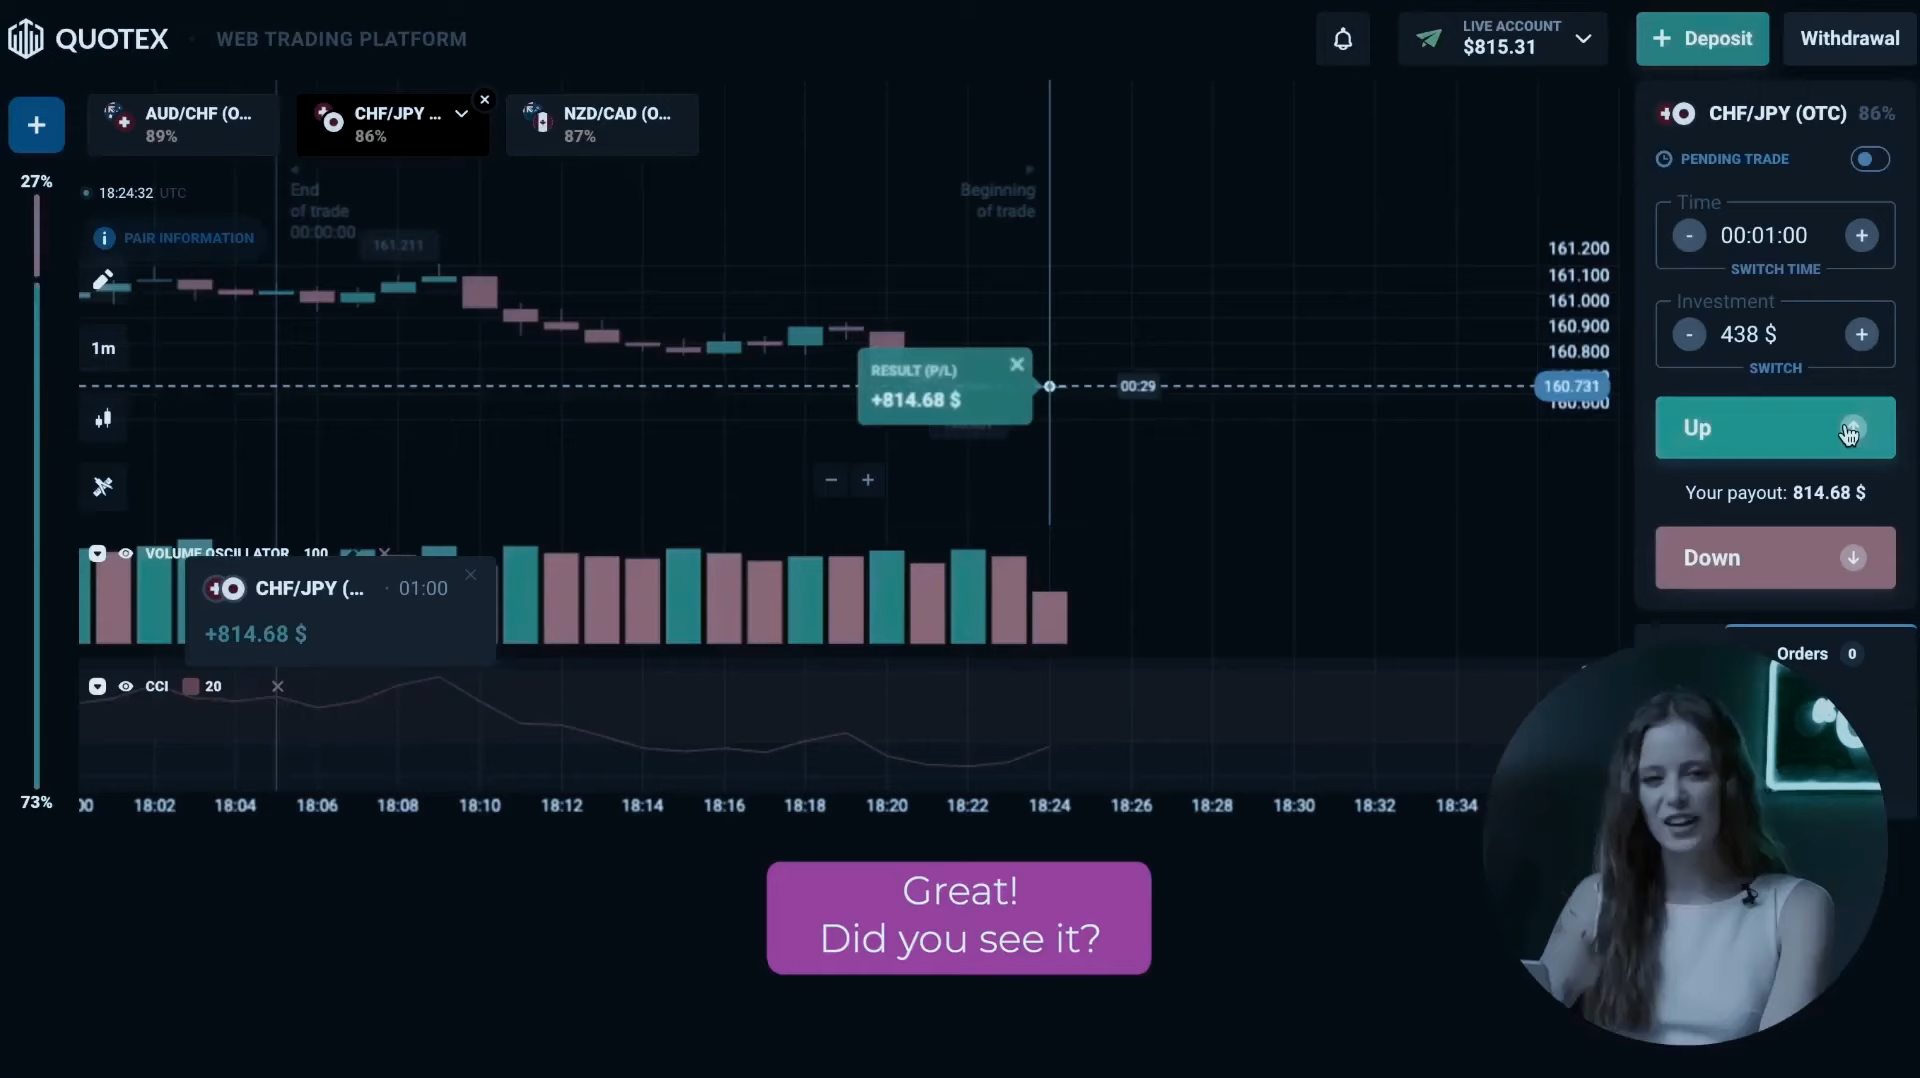 QUOTEX
WEB TRADING PLATFORM
LIVE ACCOUNT
$815.31
+ Deposit
Withdrawal
+
AUD/CHF (O...
89%
CHF/JPY ...
86%
NZD/CAD (O...
87%
CHF/JPY (OTC) 86%
PENDING TRADE
27%
18:24:32 UTC
End
of trade
00:00:00
Beginning
of trade
PAIR INFORMATION
161.211
Time
- 00:01:00 +
SWITCH TIME
161.200
161.100
161.000
160.900
160.800
160.731
160.600
Investment
- 438 $ +
SWITCH
1m
RESULT (P/L)
+814.68 $
00:29
Up
Your payout: 814.68 $
Down
− +
VOLUME OSCILLATOR 100
CHF/JPY (... · 01:00
+814.68 $
Orders 0
CCI 20
73%
00 18:02 18:04 18:06 18:08 18:10 18:12 18:14 18:16 18:18 18:20 18:22 18:24 18:26 18:28 18:30 18:32 18:34
Great!
Did you see it?